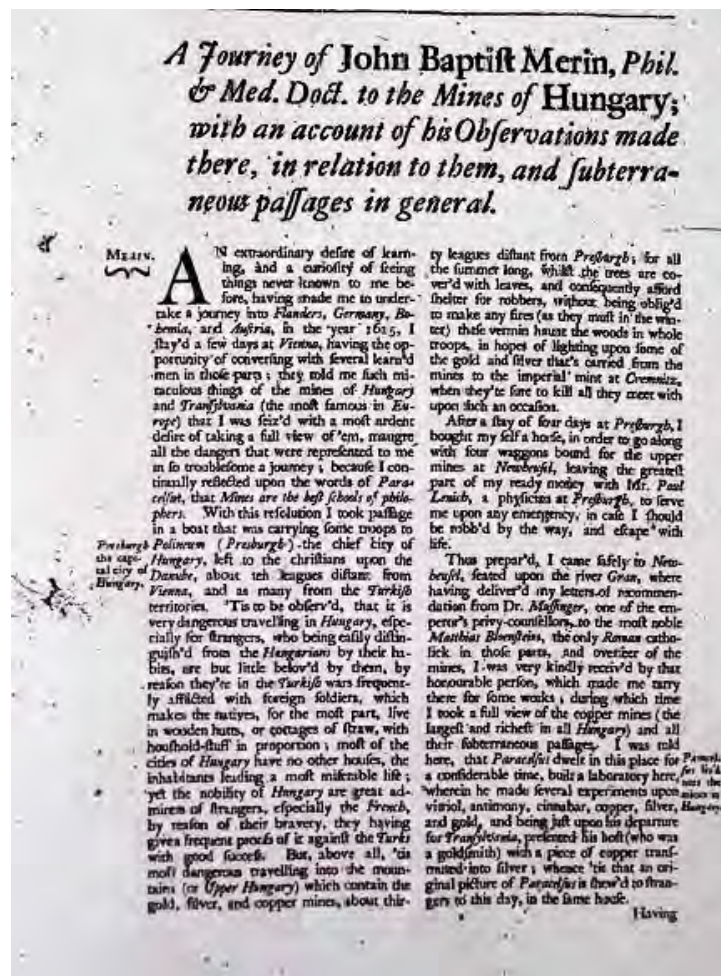 A Journey of John Baptiſt Merin, Phil.
& Med. Doct. to the Mines of Hungary;
with an account of his Obſervations made
there, in relation to them, and ſubterra-
neous paſſages in general.
MERIN.
AN extraordinary deſire of learn-
ing, and a curioſity of ſeeing
things never known to me be-
fore, having made me to under-
take a journey into Flanders, Germany, Bo-
hemia, and Auſtria, in the year 1615, I
ſtay'd a few days at Vienna, having the op-
portunity of converſing with ſeveral learn'd
men in thoſe parts; they told me ſuch mi-
raculous things of the mines of Hungary
and Tranſylvania (the moſt famous in Eu-
rope) that I was ſeiz'd with a moſt ardent
deſire of taking a full view of 'em, maugre
all the dangers that were repreſented to me
in ſo troubleſome a journey; becauſe I con-
tinually reflected upon the words of Para-
celſus, that Mines are the beſt ſchools of philo-
phers. With this reſolution I took paſſage
in a boat that was carrying ſome troops to
Poſineum (Presburgh) the chief city of
Hungary, left to the chriſtians upon the
Danube, about ten leagues diſtant from
Vienna, and as many from the Turkiſh
territories. 'Tis to be obſerv'd, that it is
very dangerous travelling in Hungary, eſpe-
cially for ſtrangers, who being eaſily diſtin-
guiſh'd from the Hungarians by their ha-
bits, are but little belov'd by them, by
reaſon they're in the Turkiſh wars frequent-
ly afflicted with foreign ſoldiers, which
makes the natives, for the moſt part, live
in wooden hutts, or cottages of ſtraw, with
houſhold-ſtuff in proportion; moſt of the
cities of Hungary have no other houſes, the
inhabitants leading a moſt miſerable life;
yet the nobility of Hungary are great ad-
mirers of ſtrangers, eſpecially the French,
by reaſon of their bravery, they having
given frequent proofs of it againſt the Turks
with good ſucceſs. But, above all, 'tis
moſt dangerous travelling into the moun-
tains (or Upper Hungary) which contain the
gold, ſilver, and copper mines, about thir-
Presburgh
the capi-
tal city of
Hungary.
ty leagues diſtant from Preſburgh; for all
the ſummer long, whilſt the trees are co-
ver'd with leaves, and conſequently afford
ſhelter for robbers, without being oblig'd
to make any fires (as they muſt in the win-
ter) theſe vermin haunt the woods in whole
troops, in hopes of lighting upon ſome of
the gold and ſilver that's carried from the
mines to the imperial mint at Cremnitz,
when they're ſure to kill all they meet with
upon ſuch an occaſion.
After a ſtay of four days at Preſburgh, I
bought my ſelf a horſe, in order to go along
with four waggons bound for the upper
mines at Newbeuſel, leaving the greateſt
part of my ready money with Mr. Paul
Lenich, a phyſician at Preſburgh, to ſerve
me upon any emergency, in caſe I ſhould
be robb'd by the way, and eſcape with
life.
Thus prepar'd, I came ſafely to New-
beuſel, ſeated upon the river Gran, where
having deliver'd my letters of recommen-
dation from Dr. Maſſinger, one of the em-
peror's privy-counſellors, to the moſt noble
Matthias Bloenſteins, the only Roman catho-
lick in thoſe parts, and overſeer of the
mines, I was very kindly receiv'd by that
honourable perſon, which made me tarry
there for ſome weeks; during which time
I took a full view of the copper mines (the
largeſt and richeſt in all Hungary) and all
their ſubterraneous paſſages. I was told
here, that Paracelſus dwelt in this place for
a conſiderable time, built a laboratory here,
wherein he made ſeveral experiments upon
vitriol, antimony, cinnabar, copper, ſilver,
and gold, and being juſt upon his departure
for Tranſylvania, preſented his hoſt (who was
a goldſmith) with a piece of copper tranſ-
muted into ſilver; whence 'tis that an ori-
ginal picture of Paracelſus is ſhew'd to ſtran-
gers to this day, in the ſame houſe.
Having
near the
mines in
Hungary